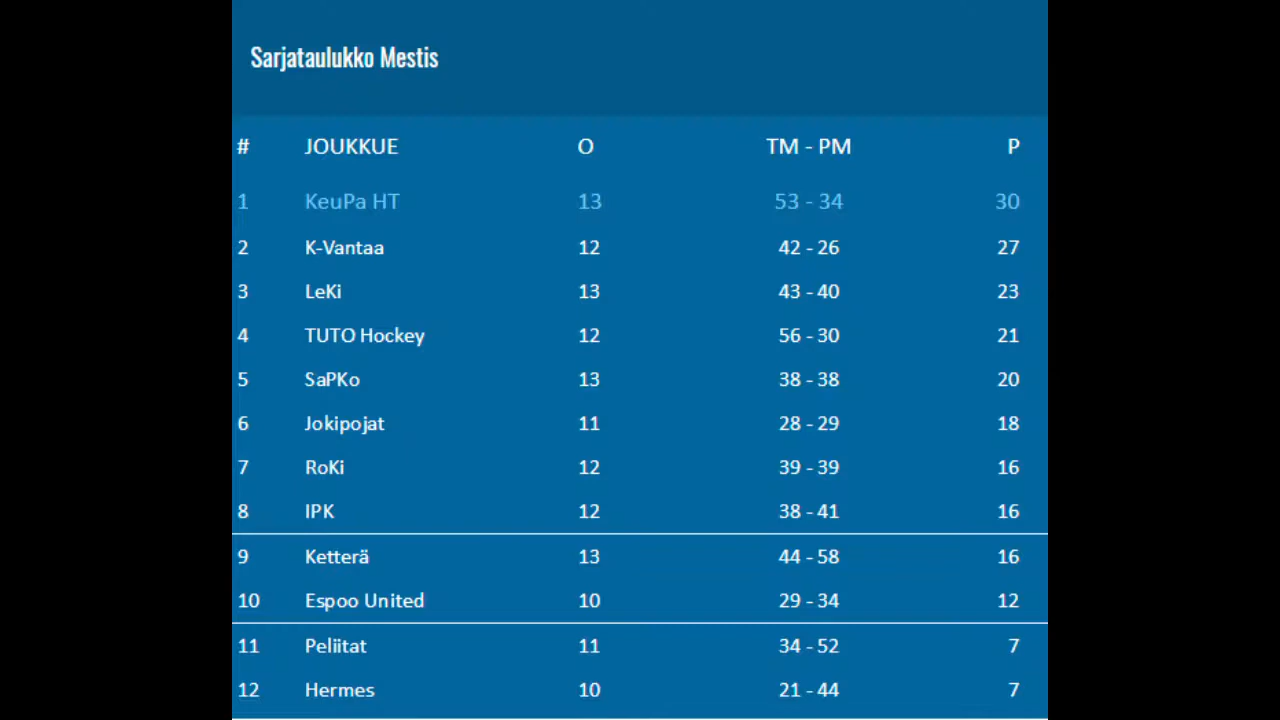 Sarjataulukko Mestis
# JOUKKUE O TM - PM P
1 KeuPa HT 13 53 - 34 30
2 K-Vantaa 12 42 - 26 27
3 LeKi 13 43 - 40 23
4 TUTO Hockey 12 56 - 30 21
5 SaPKo 13 38 - 38 20
6 Jokipojat 11 28 - 29 18
7 RoKi 12 39 - 39 16
8 IPK 12 38 - 41 16
9 Ketterä 13 44 - 58 16
10 Espoo United 10 29 - 34 12
11 Peliitat 11 34 - 52 7
12 Hermes 10 21 - 44 7